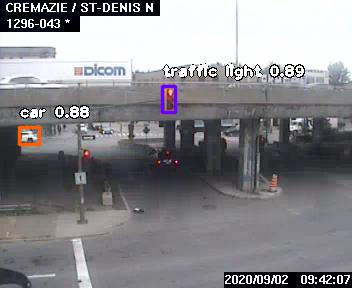 CREMAZIE / ST-DENIS N
1296-043 *
DICOM
traffic light 0.89
car 0.88
2020/09/02 09:42:07